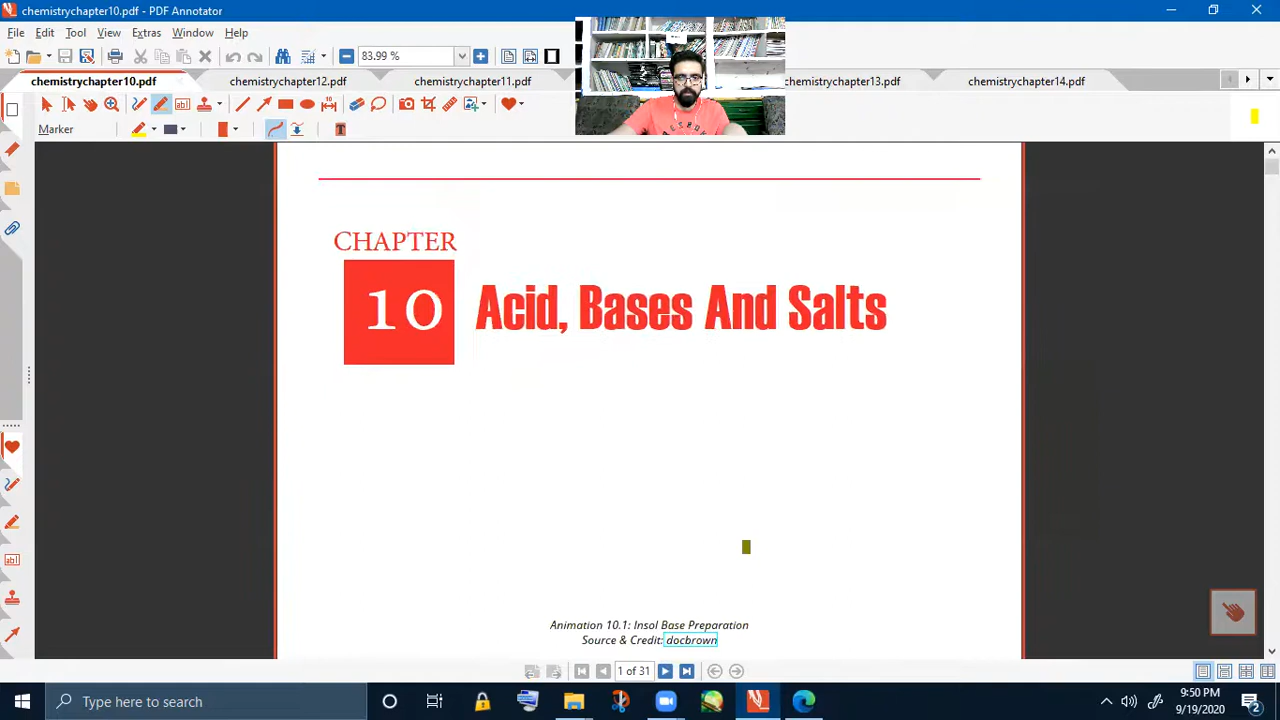 chemistrychapter10.pdf - PDF Annotator
File Edit Tool View Extras Window Help
83.99 %
chemistrychapter10.pdf chemistrychapter12.pdf chemistrychapter11.pdf chemistrychapter13.pdf chemistrychapter14.pdf
Marker
CHAPTER
10 Acid, Bases And Salts
Animation 10.1: Insol Base Preparation
Source & Credit: docbrown
1 of 31
Type here to search
9:50 PM
9/19/2020
2